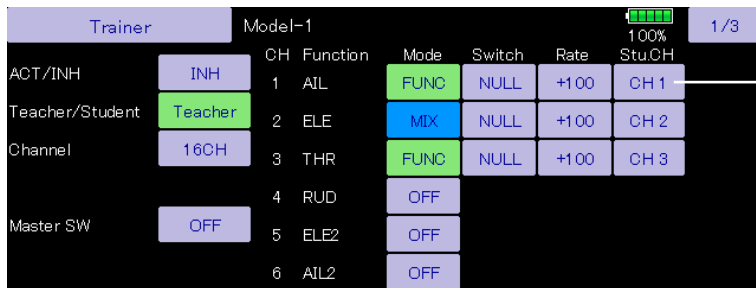 Trainer Model-1 100% 1/3
CH Function Mode Switch Rate Stu.CH
ACT/INH INH 1 AIL FUNC NULL +100 CH 1
Teacher/Student Teacher 2 ELE MIX NULL +100 CH 2
Channel 16CH 3 THR FUNC NULL +100 CH 3
4 RUD OFF
Master SW OFF 5 ELE2 OFF
6 AIL2 OFF